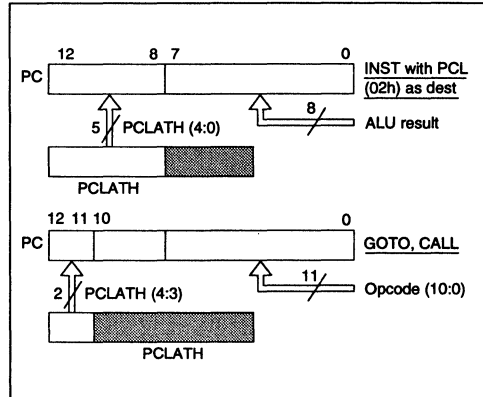 12 8 7 0
PC
INST with PCL
(02h) as dest
5 PCLATH (4:0)
8
ALU result
PCLATH
12 11 10 0
PC
GOTO, CALL
2 PCLATH (4:3)
11
Opcode (10:0)
PCLATH